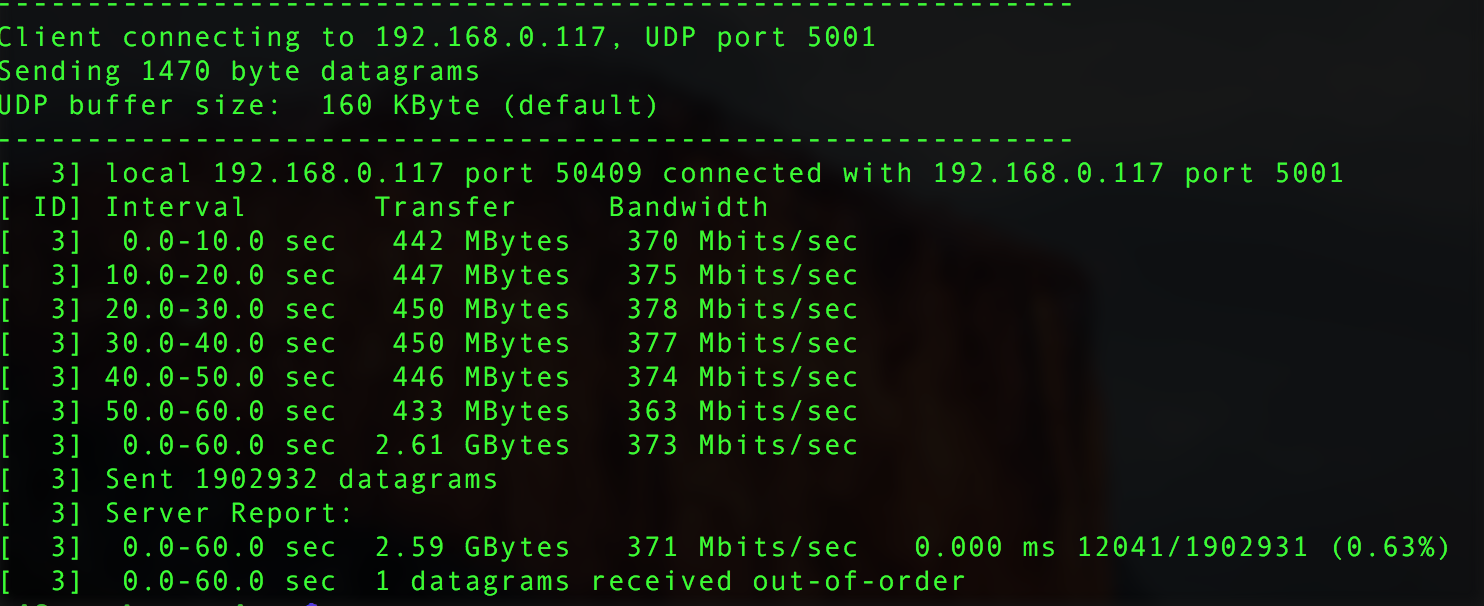 ------------------------------------------------------------
Client connecting to 192.168.0.117, UDP port 5001
Sending 1470 byte datagrams
UDP buffer size:  160 KByte (default)
------------------------------------------------------------
[  3] local 192.168.0.117 port 50409 connected with 192.168.0.117 port 5001
[ ID] Interval       Transfer     Bandwidth
[  3]  0.0-10.0 sec   442 MBytes   370 Mbits/sec
[  3] 10.0-20.0 sec   447 MBytes   375 Mbits/sec
[  3] 20.0-30.0 sec   450 MBytes   378 Mbits/sec
[  3] 30.0-40.0 sec   450 MBytes   377 Mbits/sec
[  3] 40.0-50.0 sec   446 MBytes   374 Mbits/sec
[  3] 50.0-60.0 sec   433 MBytes   363 Mbits/sec
[  3]  0.0-60.0 sec  2.61 GBytes   373 Mbits/sec
[  3] Sent 1902932 datagrams
[  3] Server Report:
[  3]  0.0-60.0 sec  2.59 GBytes   371 Mbits/sec   0.000 ms 12041/1902931 (0.63%)
[  3]  0.0-60.0 sec  1 datagrams received out-of-order